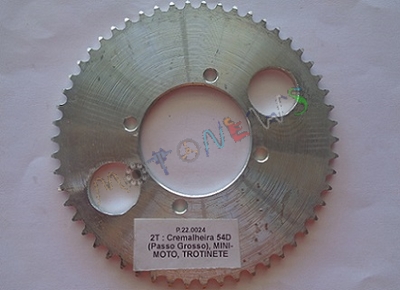 P.22.0024
2T : Cremalheira 54D
(Passo Grosso), MINI-
MOTO, TROTINETE